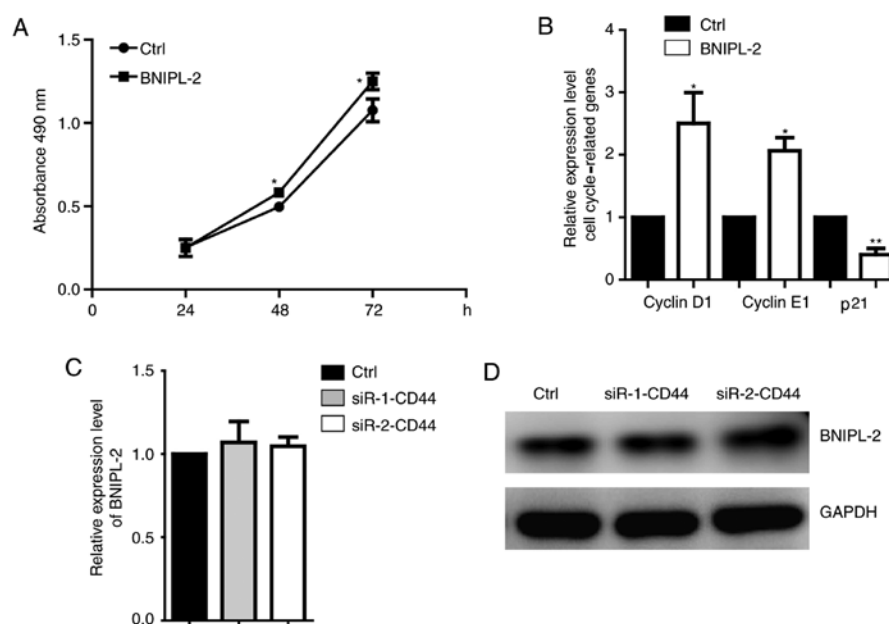 A
Ctrl
BNIPL-2
Absorbance 490 nm
1.5
1.0
0.5
0.0
*
*
0
24
48
72
h
B
Ctrl
BNIPL-2
Relative expression level
cell cycle-related genes
4
3
2
1
0
*
*
**
Cyclin D1
Cyclin E1
p21
C
Ctrl
siR-1-CD44
siR-2-CD44
Relative expression level
of BNIPL-2
1.5
1.0
0.5
0.0
D
Ctrl
siR-1-CD44
siR-2-CD44
BNIPL-2
GAPDH